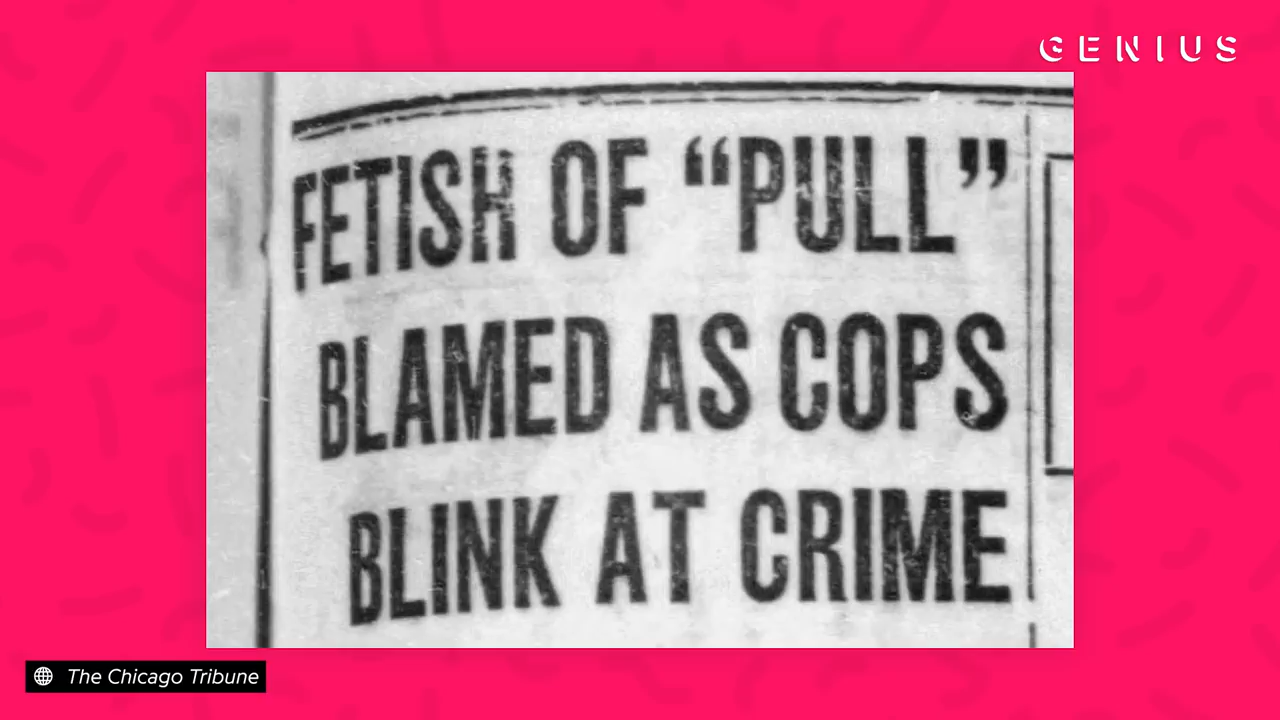 GENIUS
FETISH OF “PULL”
BLAMED AS COPS
BLINK AT CRIME
The Chicago Tribune